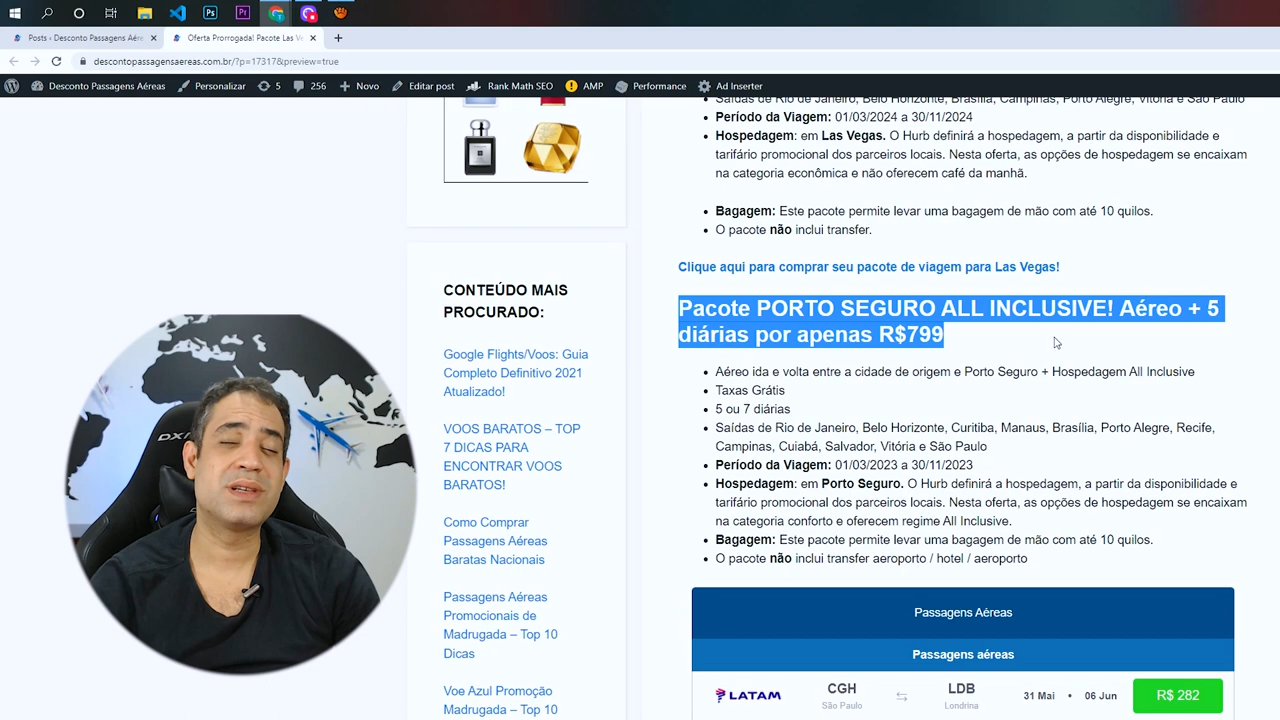 Posts ‹ Desconto Passagens Aére
Oferta Prorrogada! Pacote Las Ve
descontopassagensaereas.com.br/?p=17317&preview=true
Desconto Passagens Aéreas
Personalizar
5
256
Novo
Editar post
Rank Math SEO
AMP
Performance
Ad Inserter
Saídas de Rio de Janeiro, Belo Horizonte, Brasília, Campinas, Porto Alegre, Vitória e São Paulo
Período da Viagem: 01/03/2024 a 30/11/2024
Hospedagem: em Las Vegas. O Hurb definirá a hospedagem, a partir da disponibilidade e
tarifário promocional dos parceiros locais. Nesta oferta, as opções de hospedagem se encaixam
na categoria econômica e não oferecem café da manhã.
Bagagem: Este pacote permite levar uma bagagem de mão com até 10 quilos.
O pacote não inclui transfer.
Clique aqui para comprar seu pacote de viagem para Las Vegas!
Pacote PORTO SEGURO ALL INCLUSIVE! Aéreo + 5
diárias por apenas R$799
Aéreo ida e volta entre a cidade de origem e Porto Seguro + Hospedagem All Inclusive
Taxas Grátis
5 ou 7 diárias
Saídas de Rio de Janeiro, Belo Horizonte, Curitiba, Manaus, Brasília, Porto Alegre, Recife,
Campinas, Cuiabá, Salvador, Vitória e São Paulo
Período da Viagem: 01/03/2023 a 30/11/2023
Hospedagem: em Porto Seguro. O Hurb definirá a hospedagem, a partir da disponibilidade e
tarifário promocional dos parceiros locais. Nesta oferta, as opções de hospedagem se encaixam
na categoria conforto e oferecem regime All Inclusive.
Bagagem: Este pacote permite levar uma bagagem de mão com até 10 quilos.
O pacote não inclui transfer aeroporto / hotel / aeroporto
Passagens Aéreas
Passagens aéreas
LATAM
CGH
São Paulo
LDB
Londrina
31 Mai • 06 Jun
R$ 282
CONTEÚDO MAIS
PROCURADO:
Google Flights/Voos: Guia
Completo Definitivo 2021
Atualizado!
VOOS BARATOS – TOP
7 DICAS PARA
ENCONTRAR VOOS
BARATOS!
Como Comprar
Passagens Aéreas
Baratas Nacionais
Passagens Aéreas
Promocionais de
Madrugada – Top 10
Dicas
Voe Azul Promoção
Madrugada – Top 10